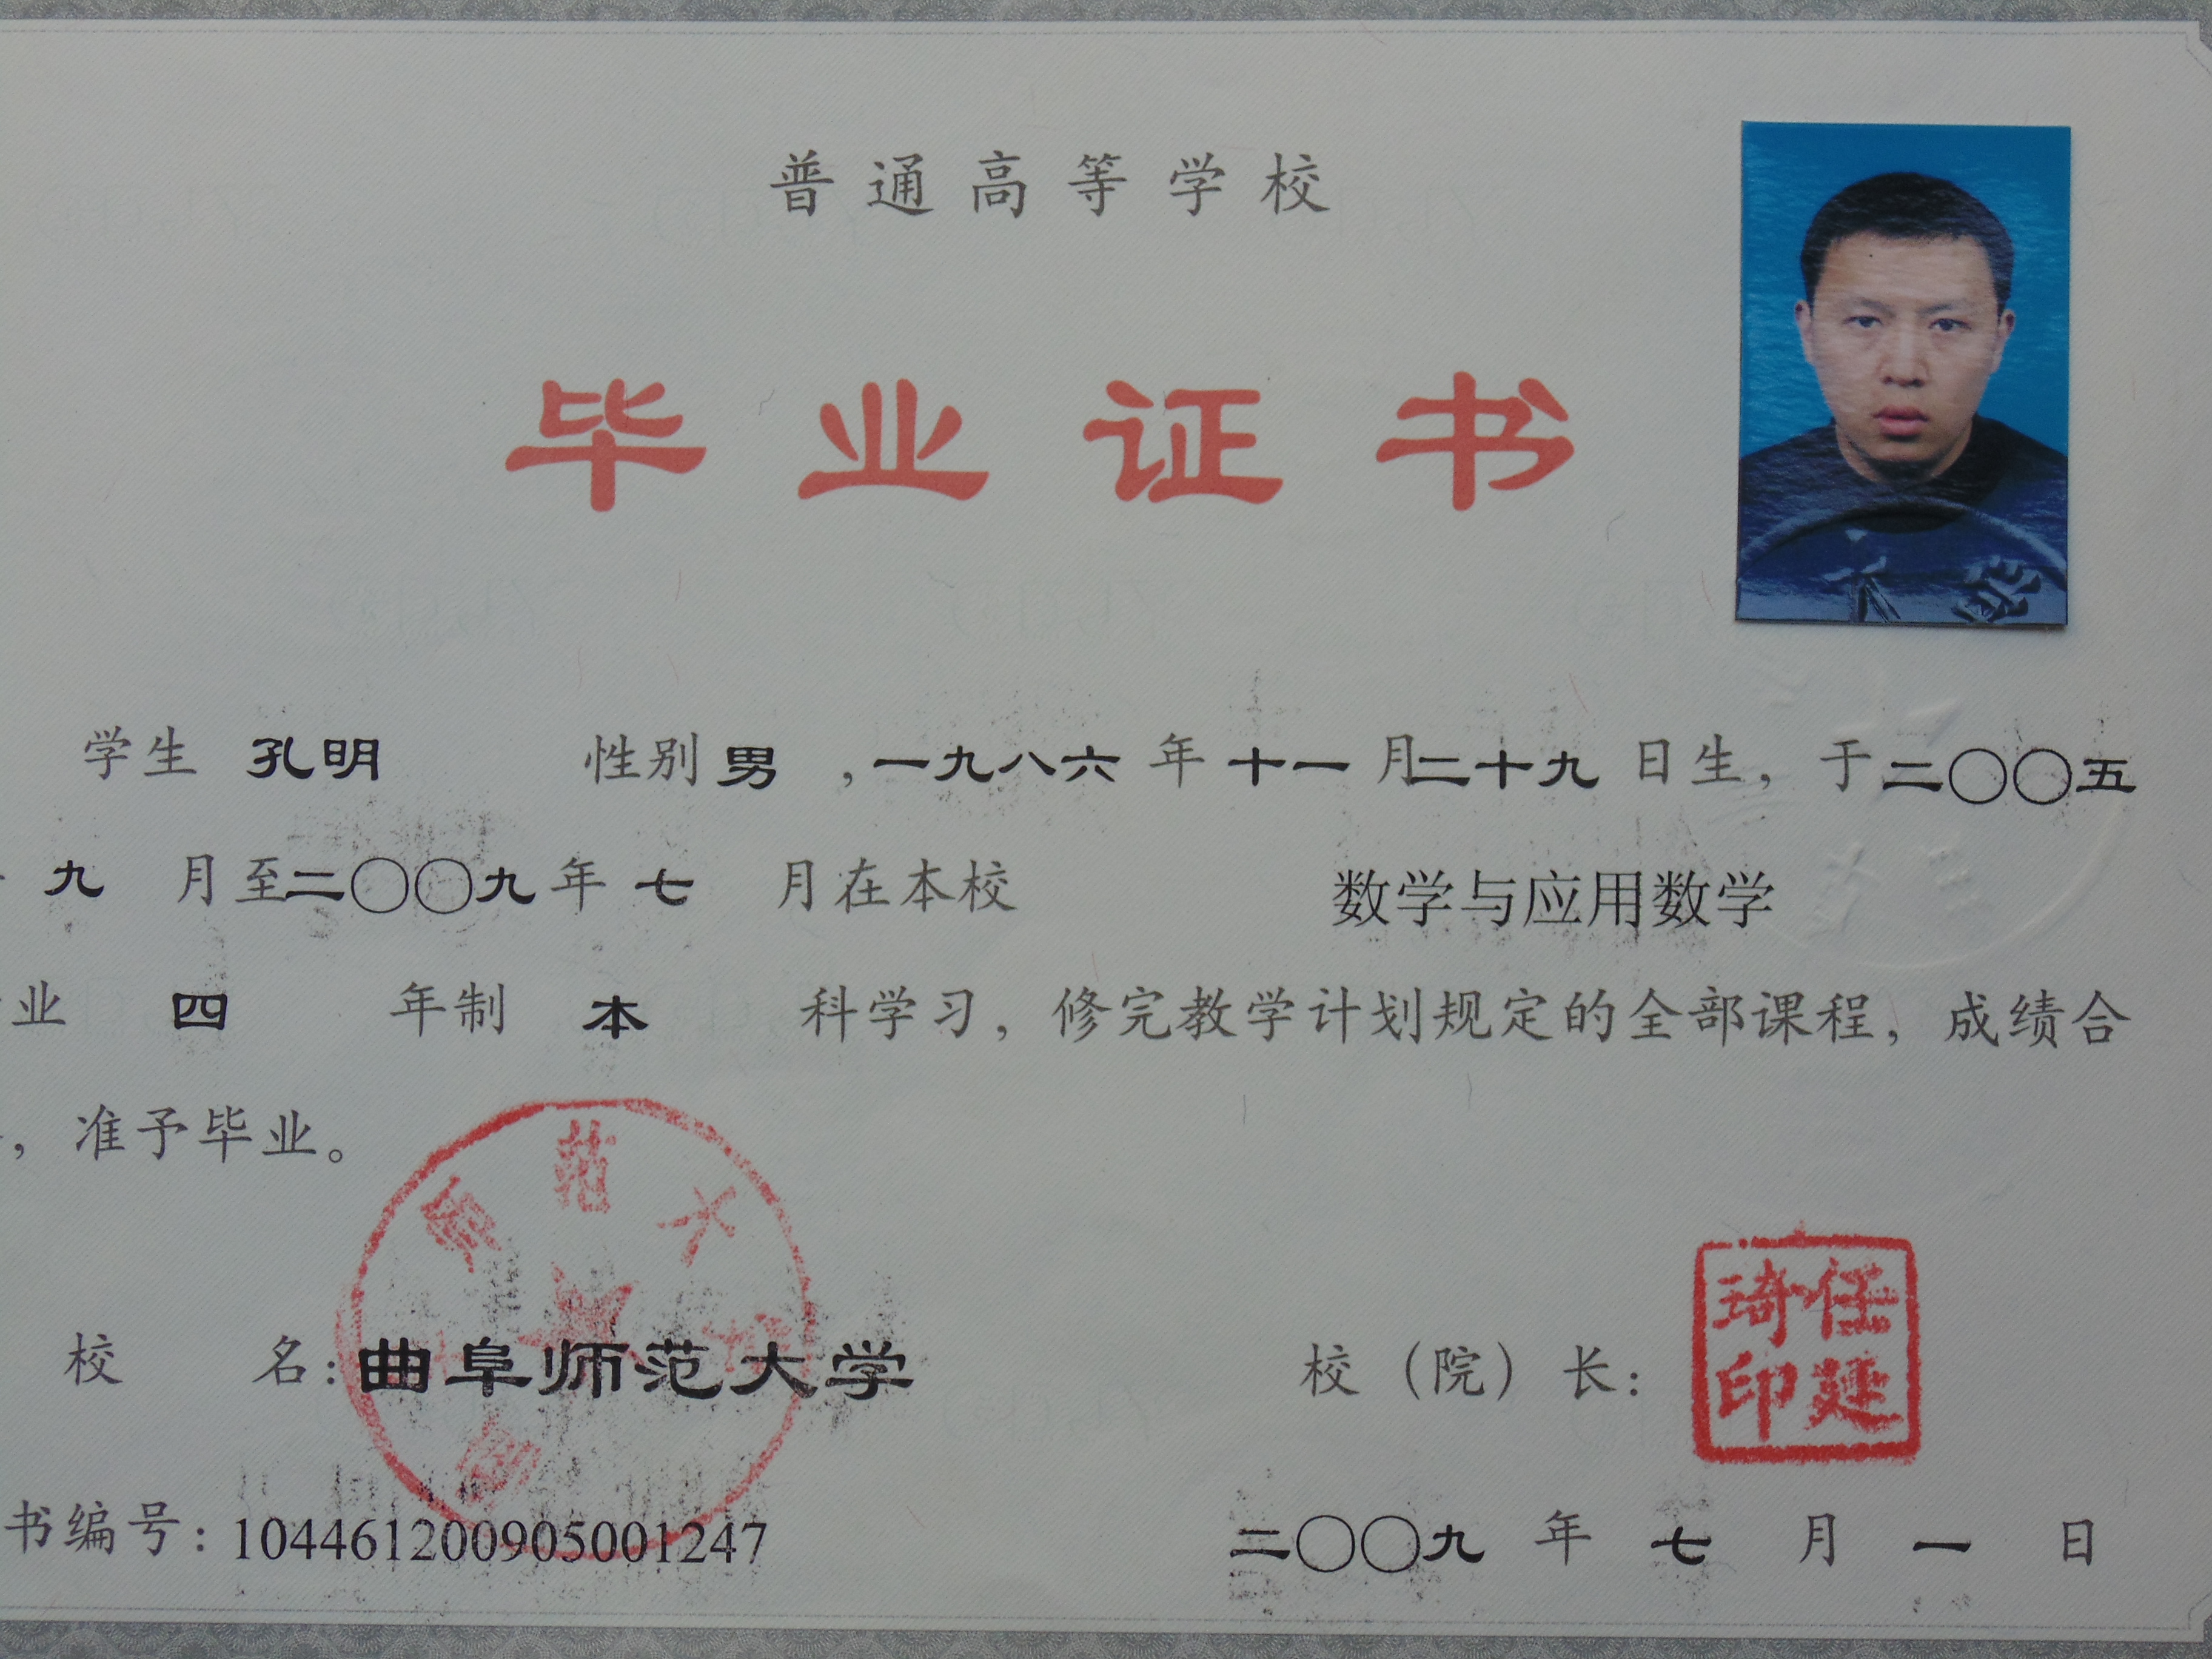 普通高等学校
毕业证书
学生 孔明 性别 男 ，一九八六 年 十一 月二十九 日生，于二〇〇五
九 月至二〇〇九年 七 月在本校 数学与应用数学
业 四 年制 本 科学习，修完教学计划规定的全部课程，成绩合
，准予毕业。
师范大
校 名：曲阜师范大学
校（院）长：
任延琦印
书编号：104461200905001247
二〇〇九 年 七 月 一 日